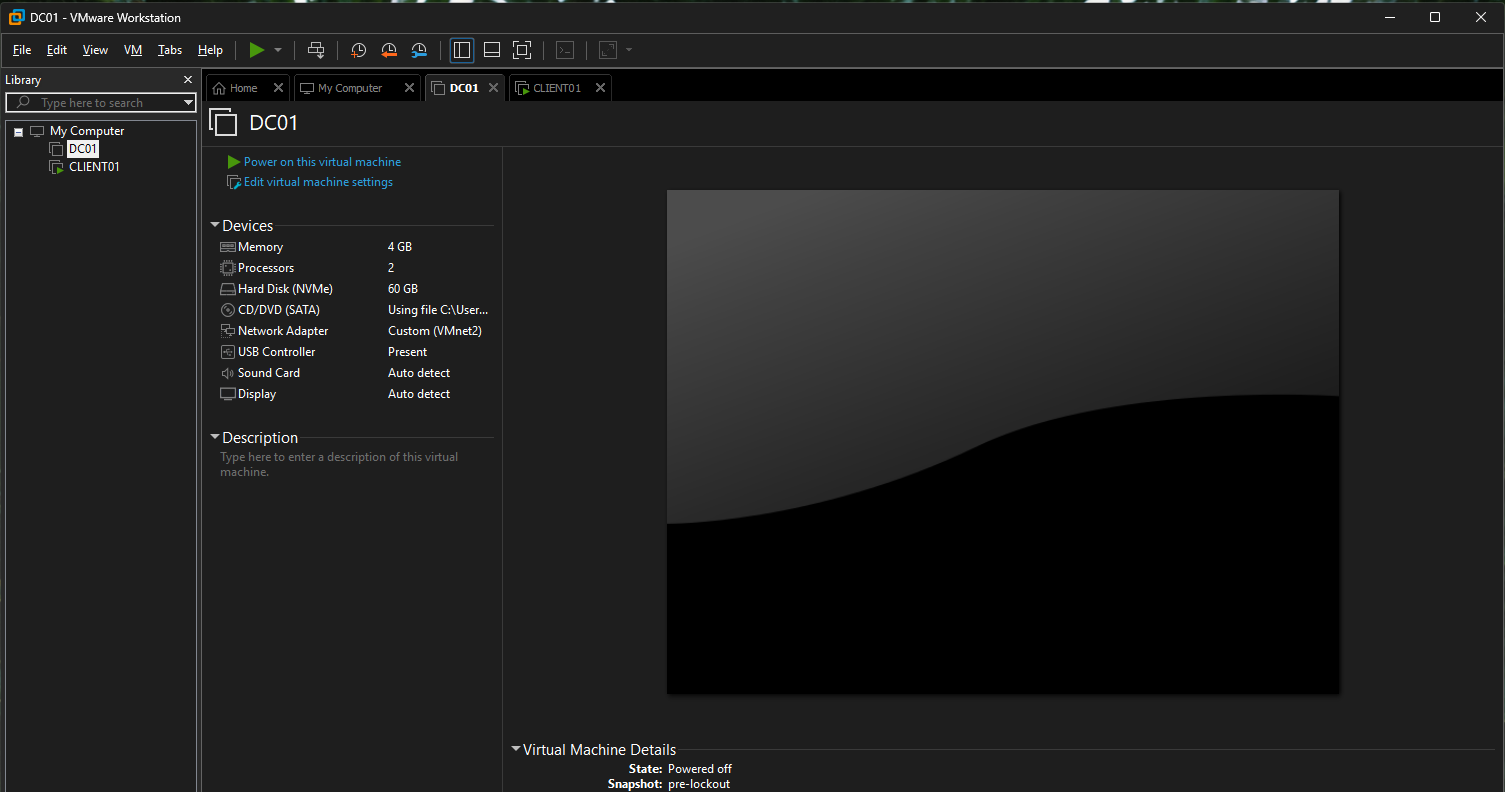 DC01 - VMware Workstation
File Edit View VM Tabs Help
Library
Type here to search
My Computer
DC01
CLIENT01
Home
My Computer
DC01
CLIENT01
DC01
Power on this virtual machine
Edit virtual machine settings
Devices
Memory 4 GB
Processors 2
Hard Disk (NVMe) 60 GB
CD/DVD (SATA) Using file C:\User...
Network Adapter Custom (VMnet2)
USB Controller Present
Sound Card Auto detect
Display Auto detect
Description
Type here to enter a description of this virtual
machine.
Virtual Machine Details
State: Powered off
Snapshot: pre-lockout